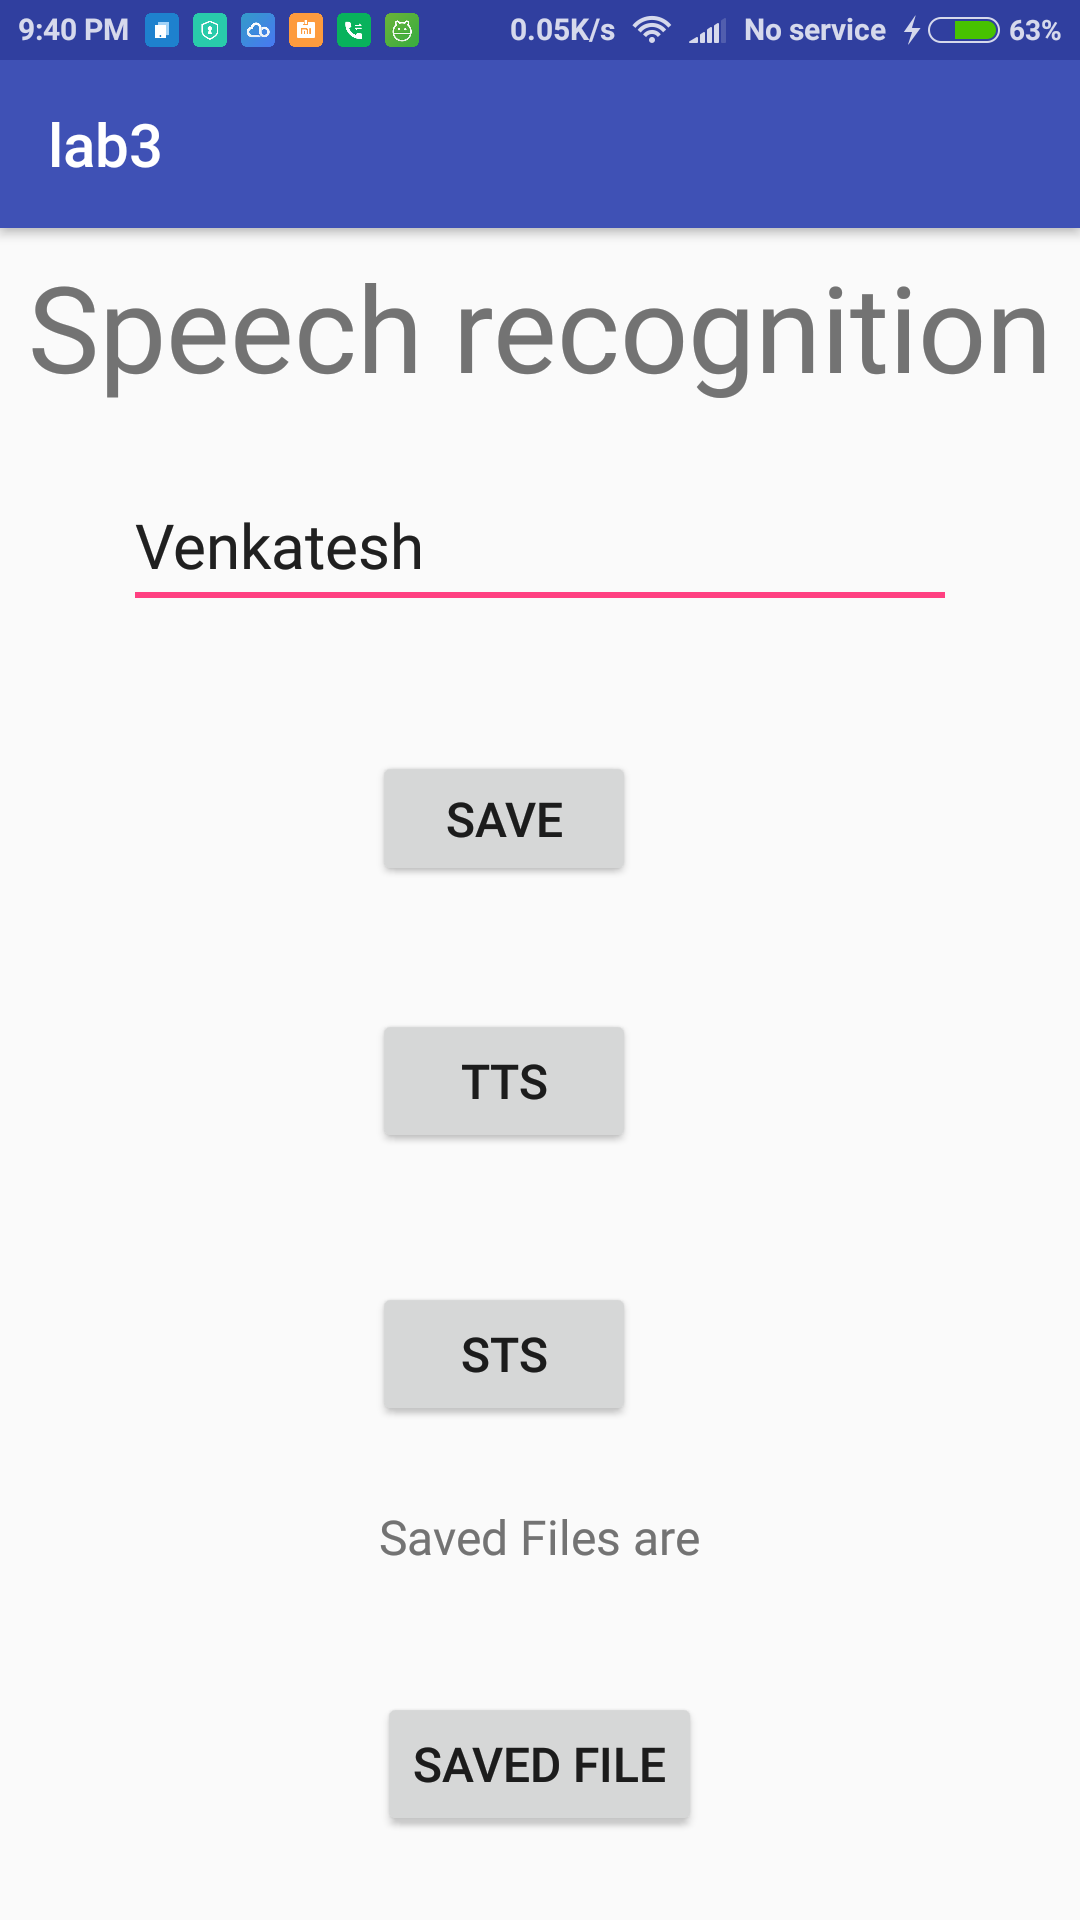 9:40 PM 0.05K/s No service 63%
lab3
Speech recognition
Venkatesh
SAVE
TTS
STS
Saved Files are
SAVED FILE